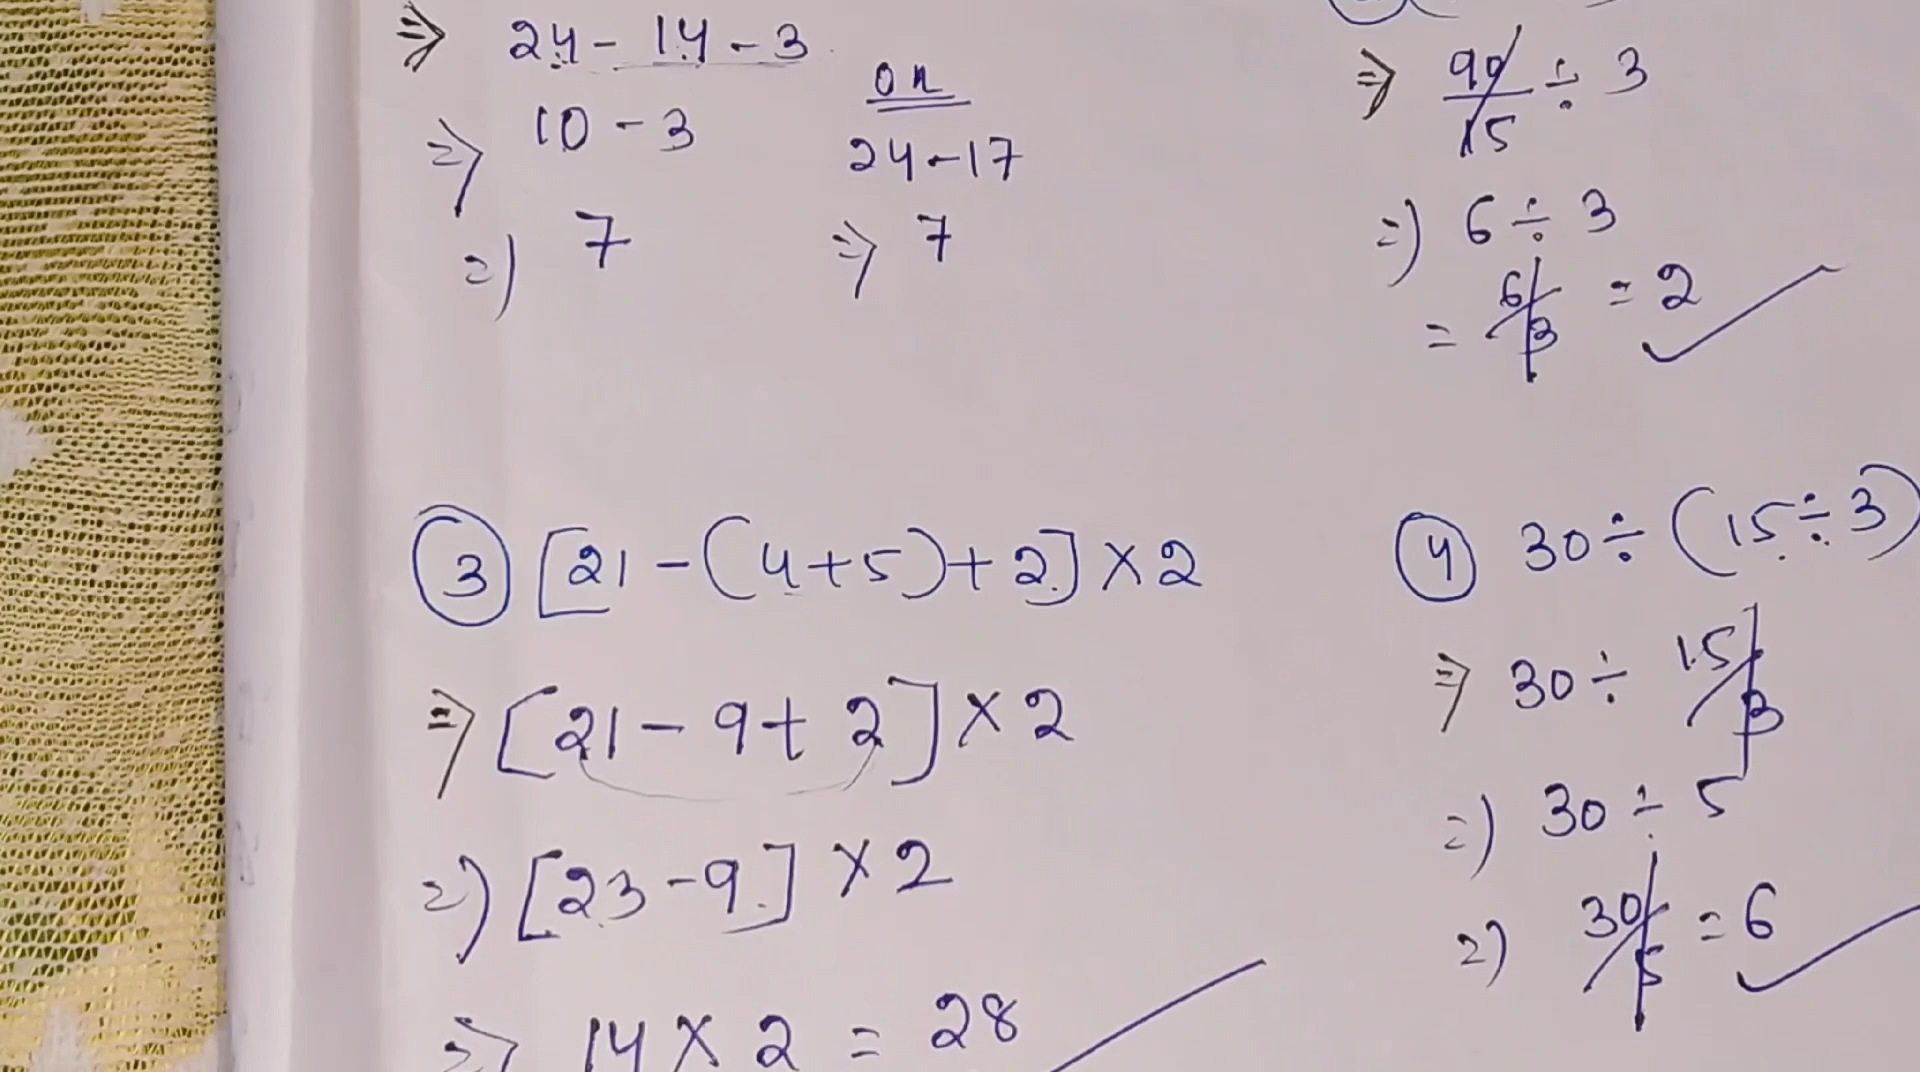 ⇒ 24 - 14 - 3
⇒ 10 - 3
⇒ 7
or
24 - 17
⇒ 7
⇒ 90/15 ÷ 3
⇒ 6 ÷ 3
= 6/3 = 2
③ [21 - (4+5) + 2] × 2
⇒ [21 - 9 + 2] × 2
⇒ [23 - 9] × 2
⇒ 14 × 2 = 28
④ 30 ÷ (15 ÷ 3)
⇒ 30 ÷ 15/3
⇒ 30 ÷ 5
⇒ 30/5 = 6